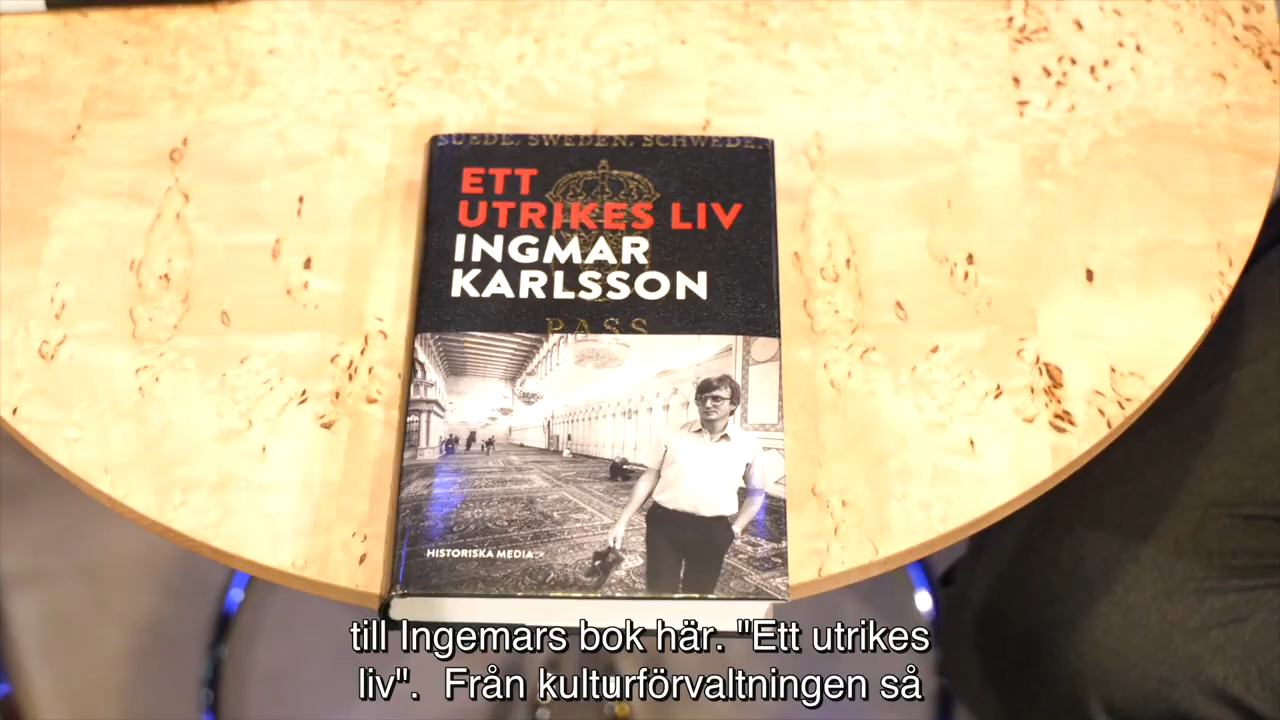 SUEDE. SWEDEN. SCHWEDEN
ETT
UTRIKES LIV
INGMAR
KARLSSON
PASS
HISTORISKA MEDIA
till Ingemars bok här. "Ett utrikes
liv".  Från kulturförvaltningen så